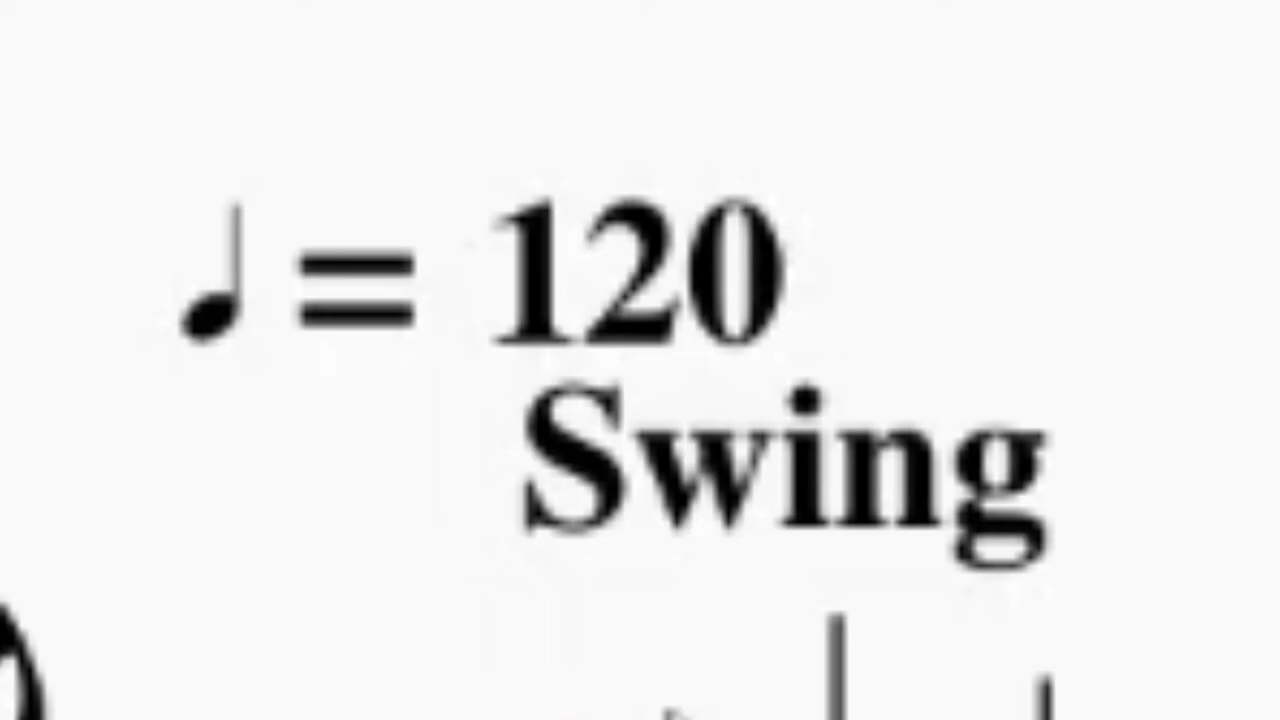 ♩ = 120
Swing